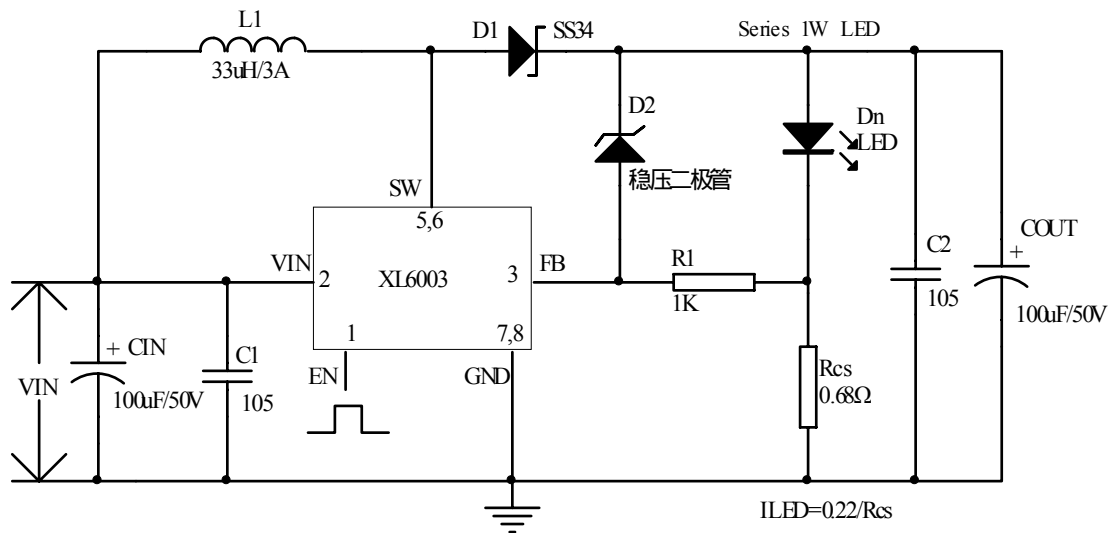 L1
33uH/3A
D1
SS34
Series 1W LED
D2
稳压二极管
Dn
LED
SW
5,6
VIN
2
XL6003
3
FB
R1
1K
C2
105
COUT
+
100uF/50V
1
7,8
EN
GND
VIN
+ CIN
100uF/50V
C1
105
Rcs
0.68Ω
ILED=0.22/Rcs